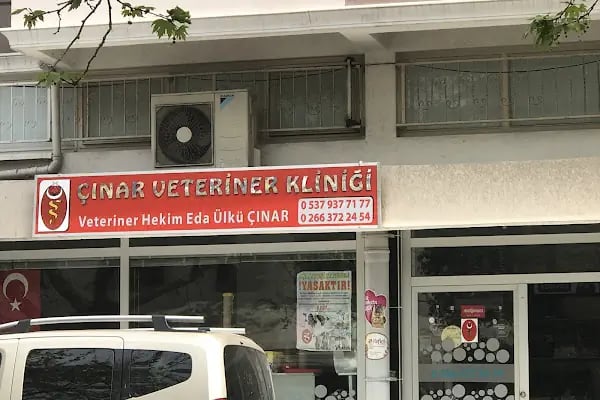 ÇINAR VETERİNER KLİNİĞİ
Veteriner Hekim Eda Ülkü ÇINAR
0 537 937 71 77
0 266 372 24 54
YASAKTIR!